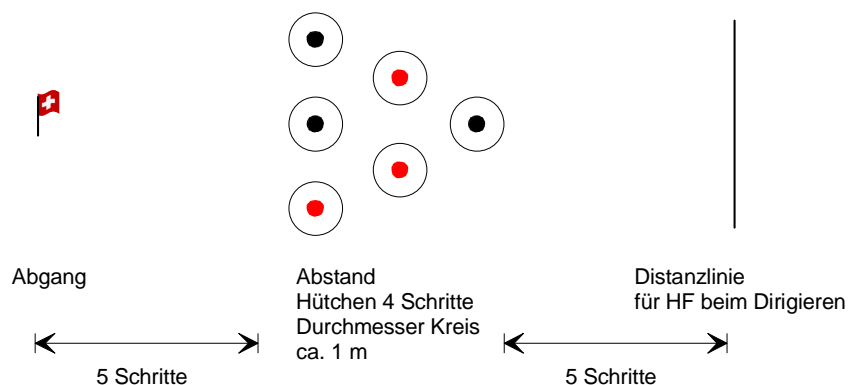 Abgang
Abstand
Hütchen 4 Schritte
Durchmesser Kreis
ca. 1 m
Distanzlinie
für HF beim Dirigieren
5 Schritte
5 Schritte